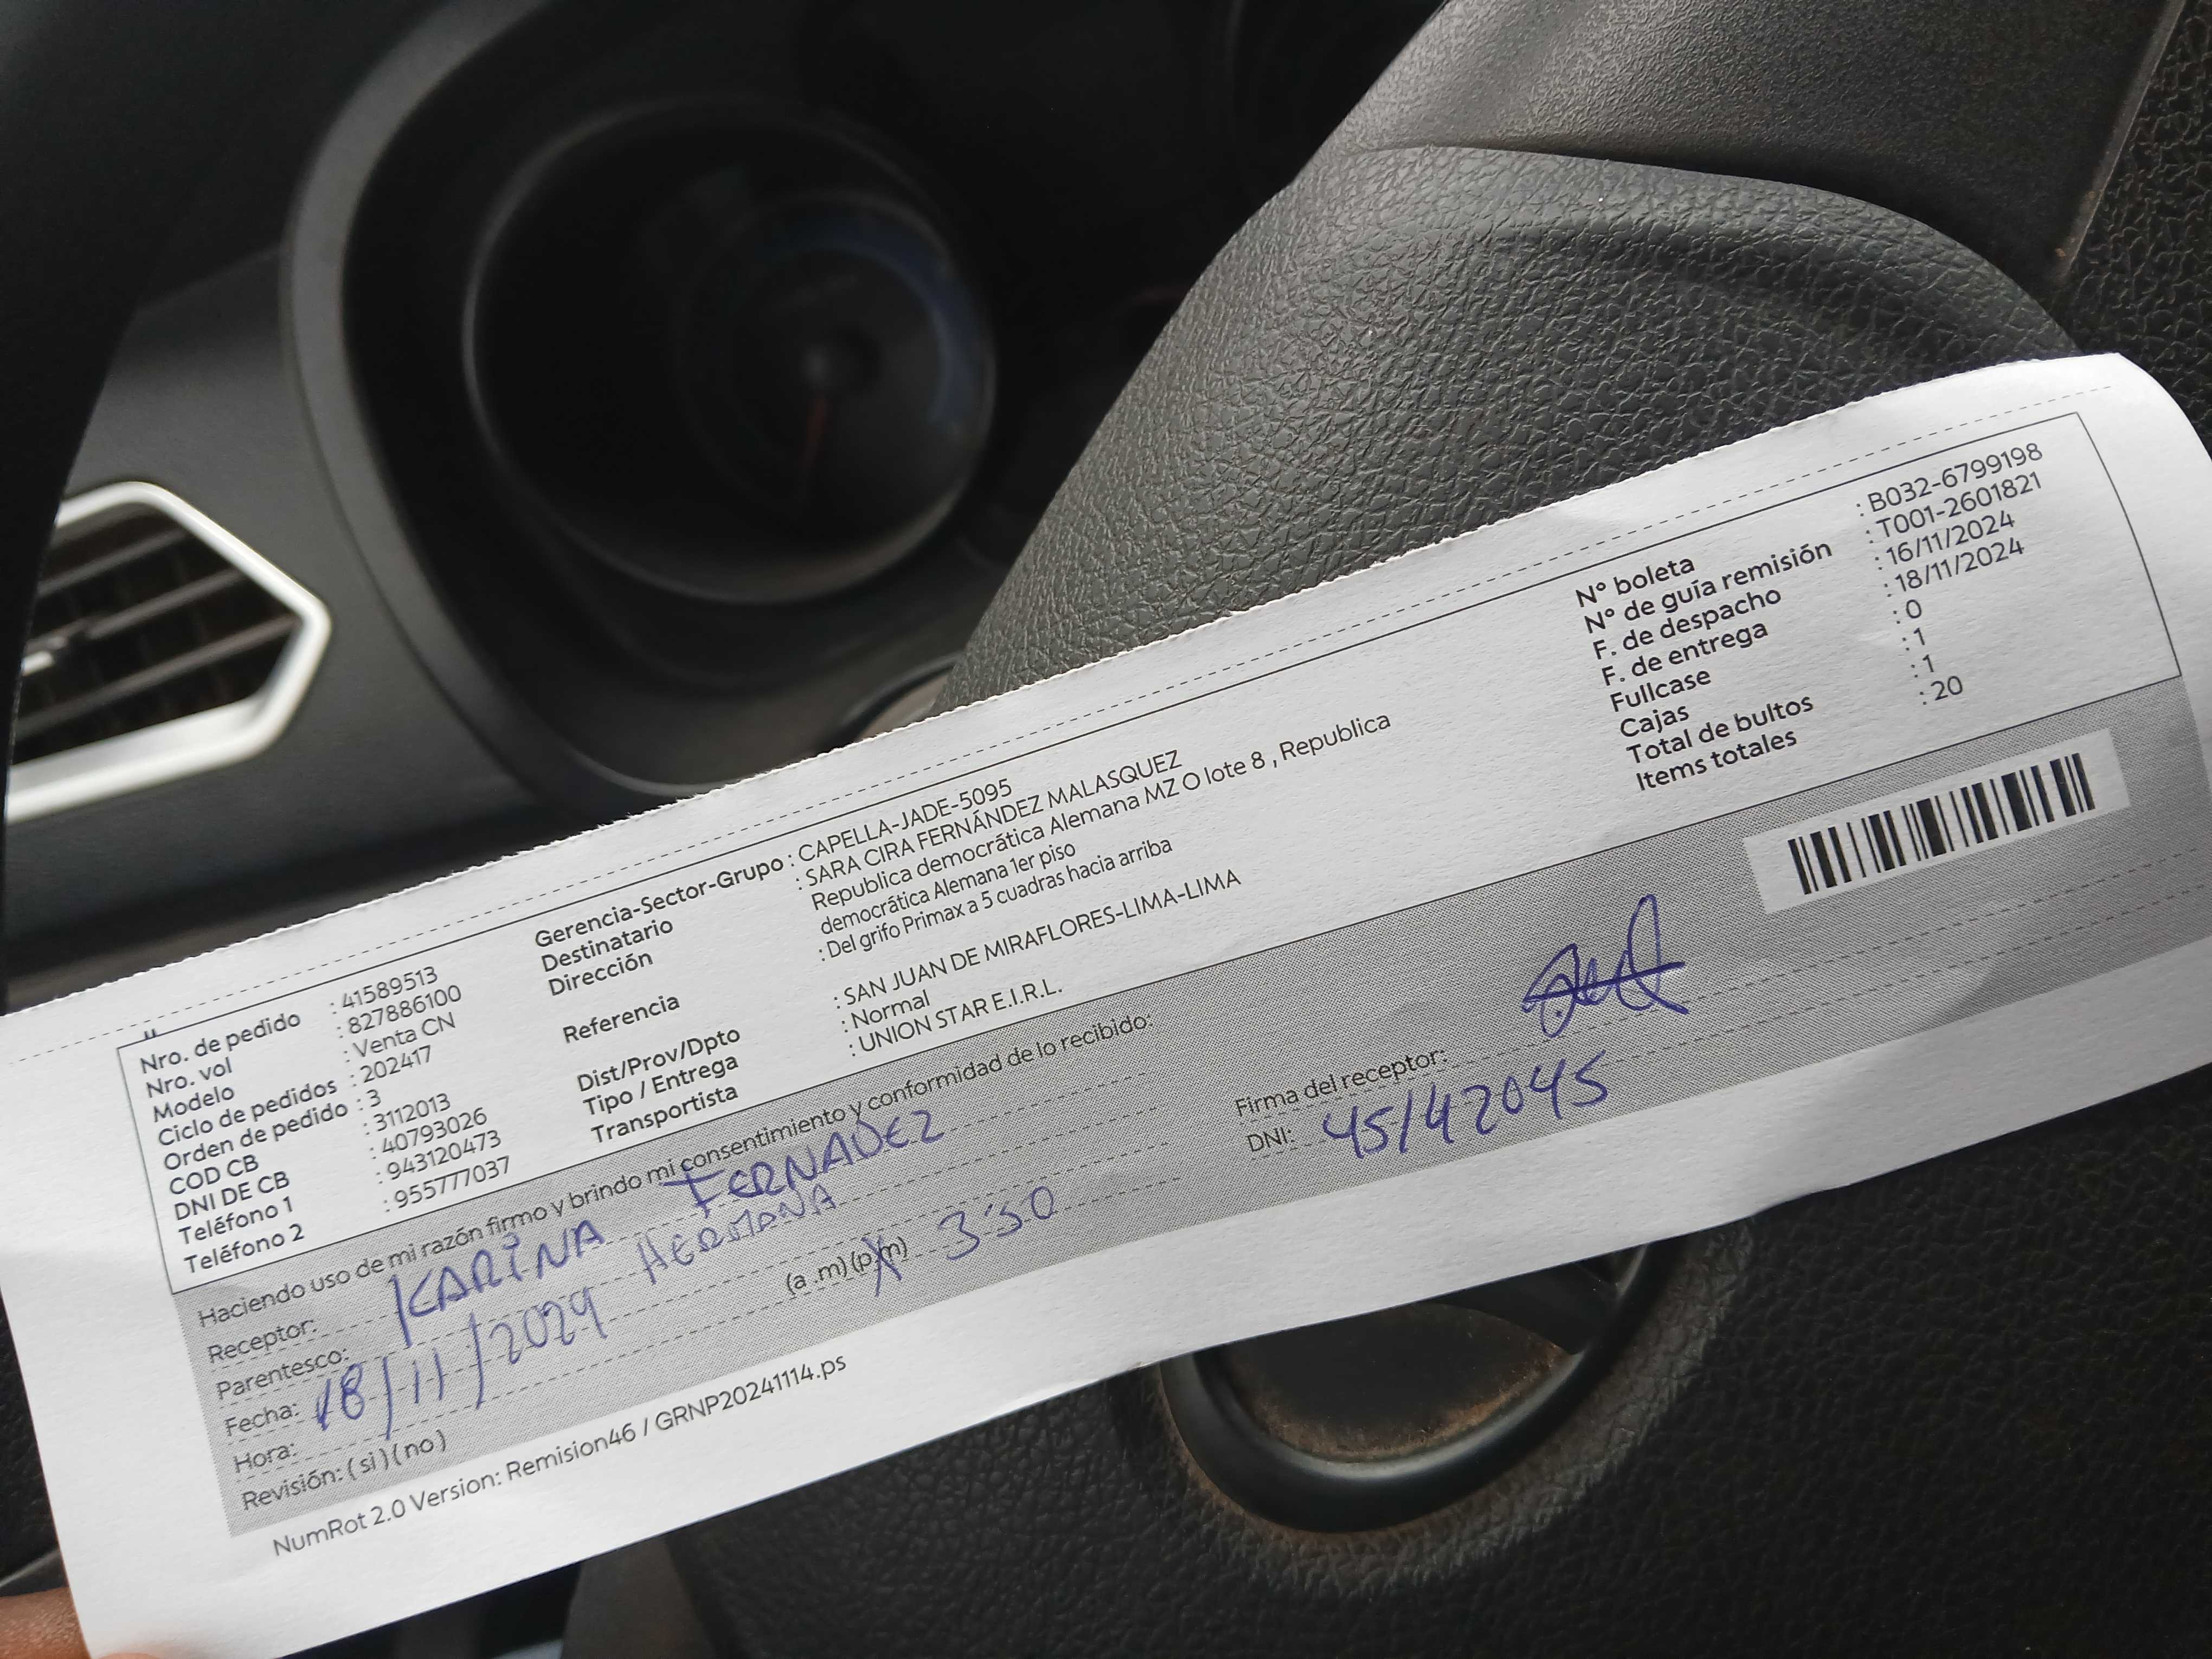 Nro. de pedido : 41589513
Nro. vol : 827886100
Modelo : Venta CN
Ciclo de pedidos : 202417
Orden de pedido : 3
COD CB : 3112013
DNI DE CB : 40793026
Teléfono 1 : 943120473
Teléfono 2 : 955777037
Gerencia-Sector-Grupo : CAPELLA-JADE-5095
Destinatario : SARA CIRA FERNÁNDEZ MALASQUEZ
Dirección Republica democrática Alemana MZ O lote 8 , Republica
democrática Alemana 1er piso
Referencia : Del grifo Primax a 5 cuadras hacia arriba
Dist/Prov/Dpto : SAN JUAN DE MIRAFLORES-LIMA-LIMA
Tipo / Entrega : Normal
Transportista : UNION STAR E.I.R.L.
N° boleta : B032-6799198
N° de guía remisión : T001-2601821
F. de despacho : 16/11/2024
F. de entrega : 18/11/2024
Fullcase : 0
Cajas : 1
Total de bultos : 1
Items totales : 20
Haciendo uso de mi razón firmo y brindo mi consentimiento y conformidad de lo recibido:
Receptor: KARINA FERNADEZ
Parentesco: HERMANA
Fecha: 18/11/2024
Hora: (a .m) (p.m) X 3:50
Revisión: ( si ) ( no )
Firma del receptor:
DNI: 45142045
NumRot 2.0 Version: Remision46 / GRNP20241114.ps